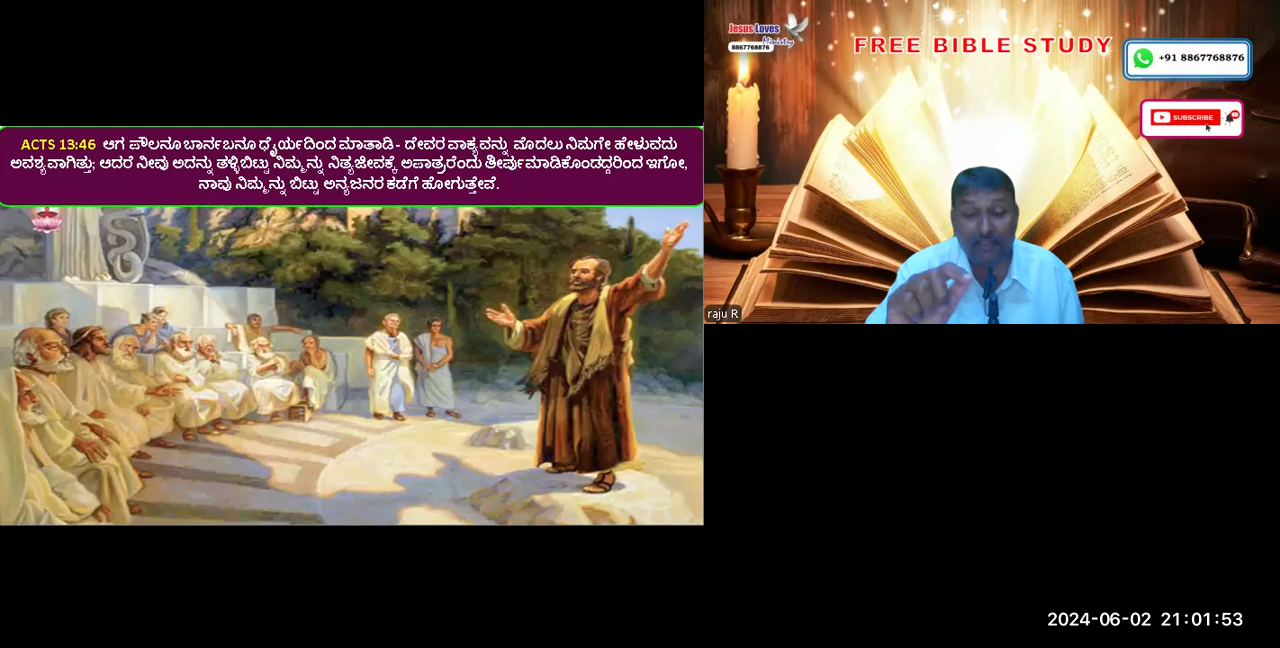 ACTS 13:46 ಆಗ ಪೌಲನೂ ಬಾರ್ನಬನೂ ಧೈರ್ಯದಿಂದ ಮಾತಾಡಿ - ದೇವರ ವಾಕ್ಯವನ್ನು ಮೊದಲು ನಿಮಗೇ ಹೇಳುವದು
ಅವಶ್ಯವಾಗಿತ್ತು; ಆದರೆ ನೀವು ಅದನ್ನು ತಳ್ಳಿಬಿಟ್ಟು ನಿಮ್ಮನ್ನು ನಿತ್ಯಜೀವಕ್ಕೆ ಅಪಾತ್ರರೆಂದು ತೀರ್ಪುಮಾಡಿಕೊಂಡದ್ದರಿಂದ ಇಗೋ,
ನಾವು ನಿಮ್ಮನ್ನು ಬಿಟ್ಟು ಅನ್ಯಜನರ ಕಡೆಗೆ ಹೋಗುತ್ತೇವೆ.
Jesus Loves
Ministry
8867768876
FREE BIBLE STUDY
+91 8867768876
SUBSCRIBE
raju R
2024-06-02 21:01:53